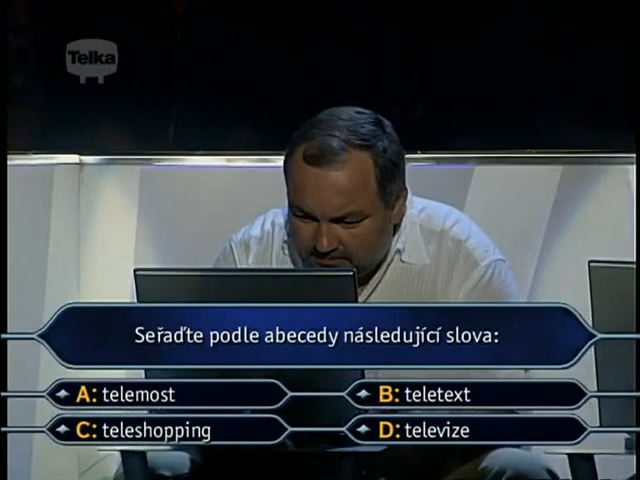 Telka
Seřaďte podle abecedy následující slova:
A: telemost
B: teletext
C: teleshopping
D: televize